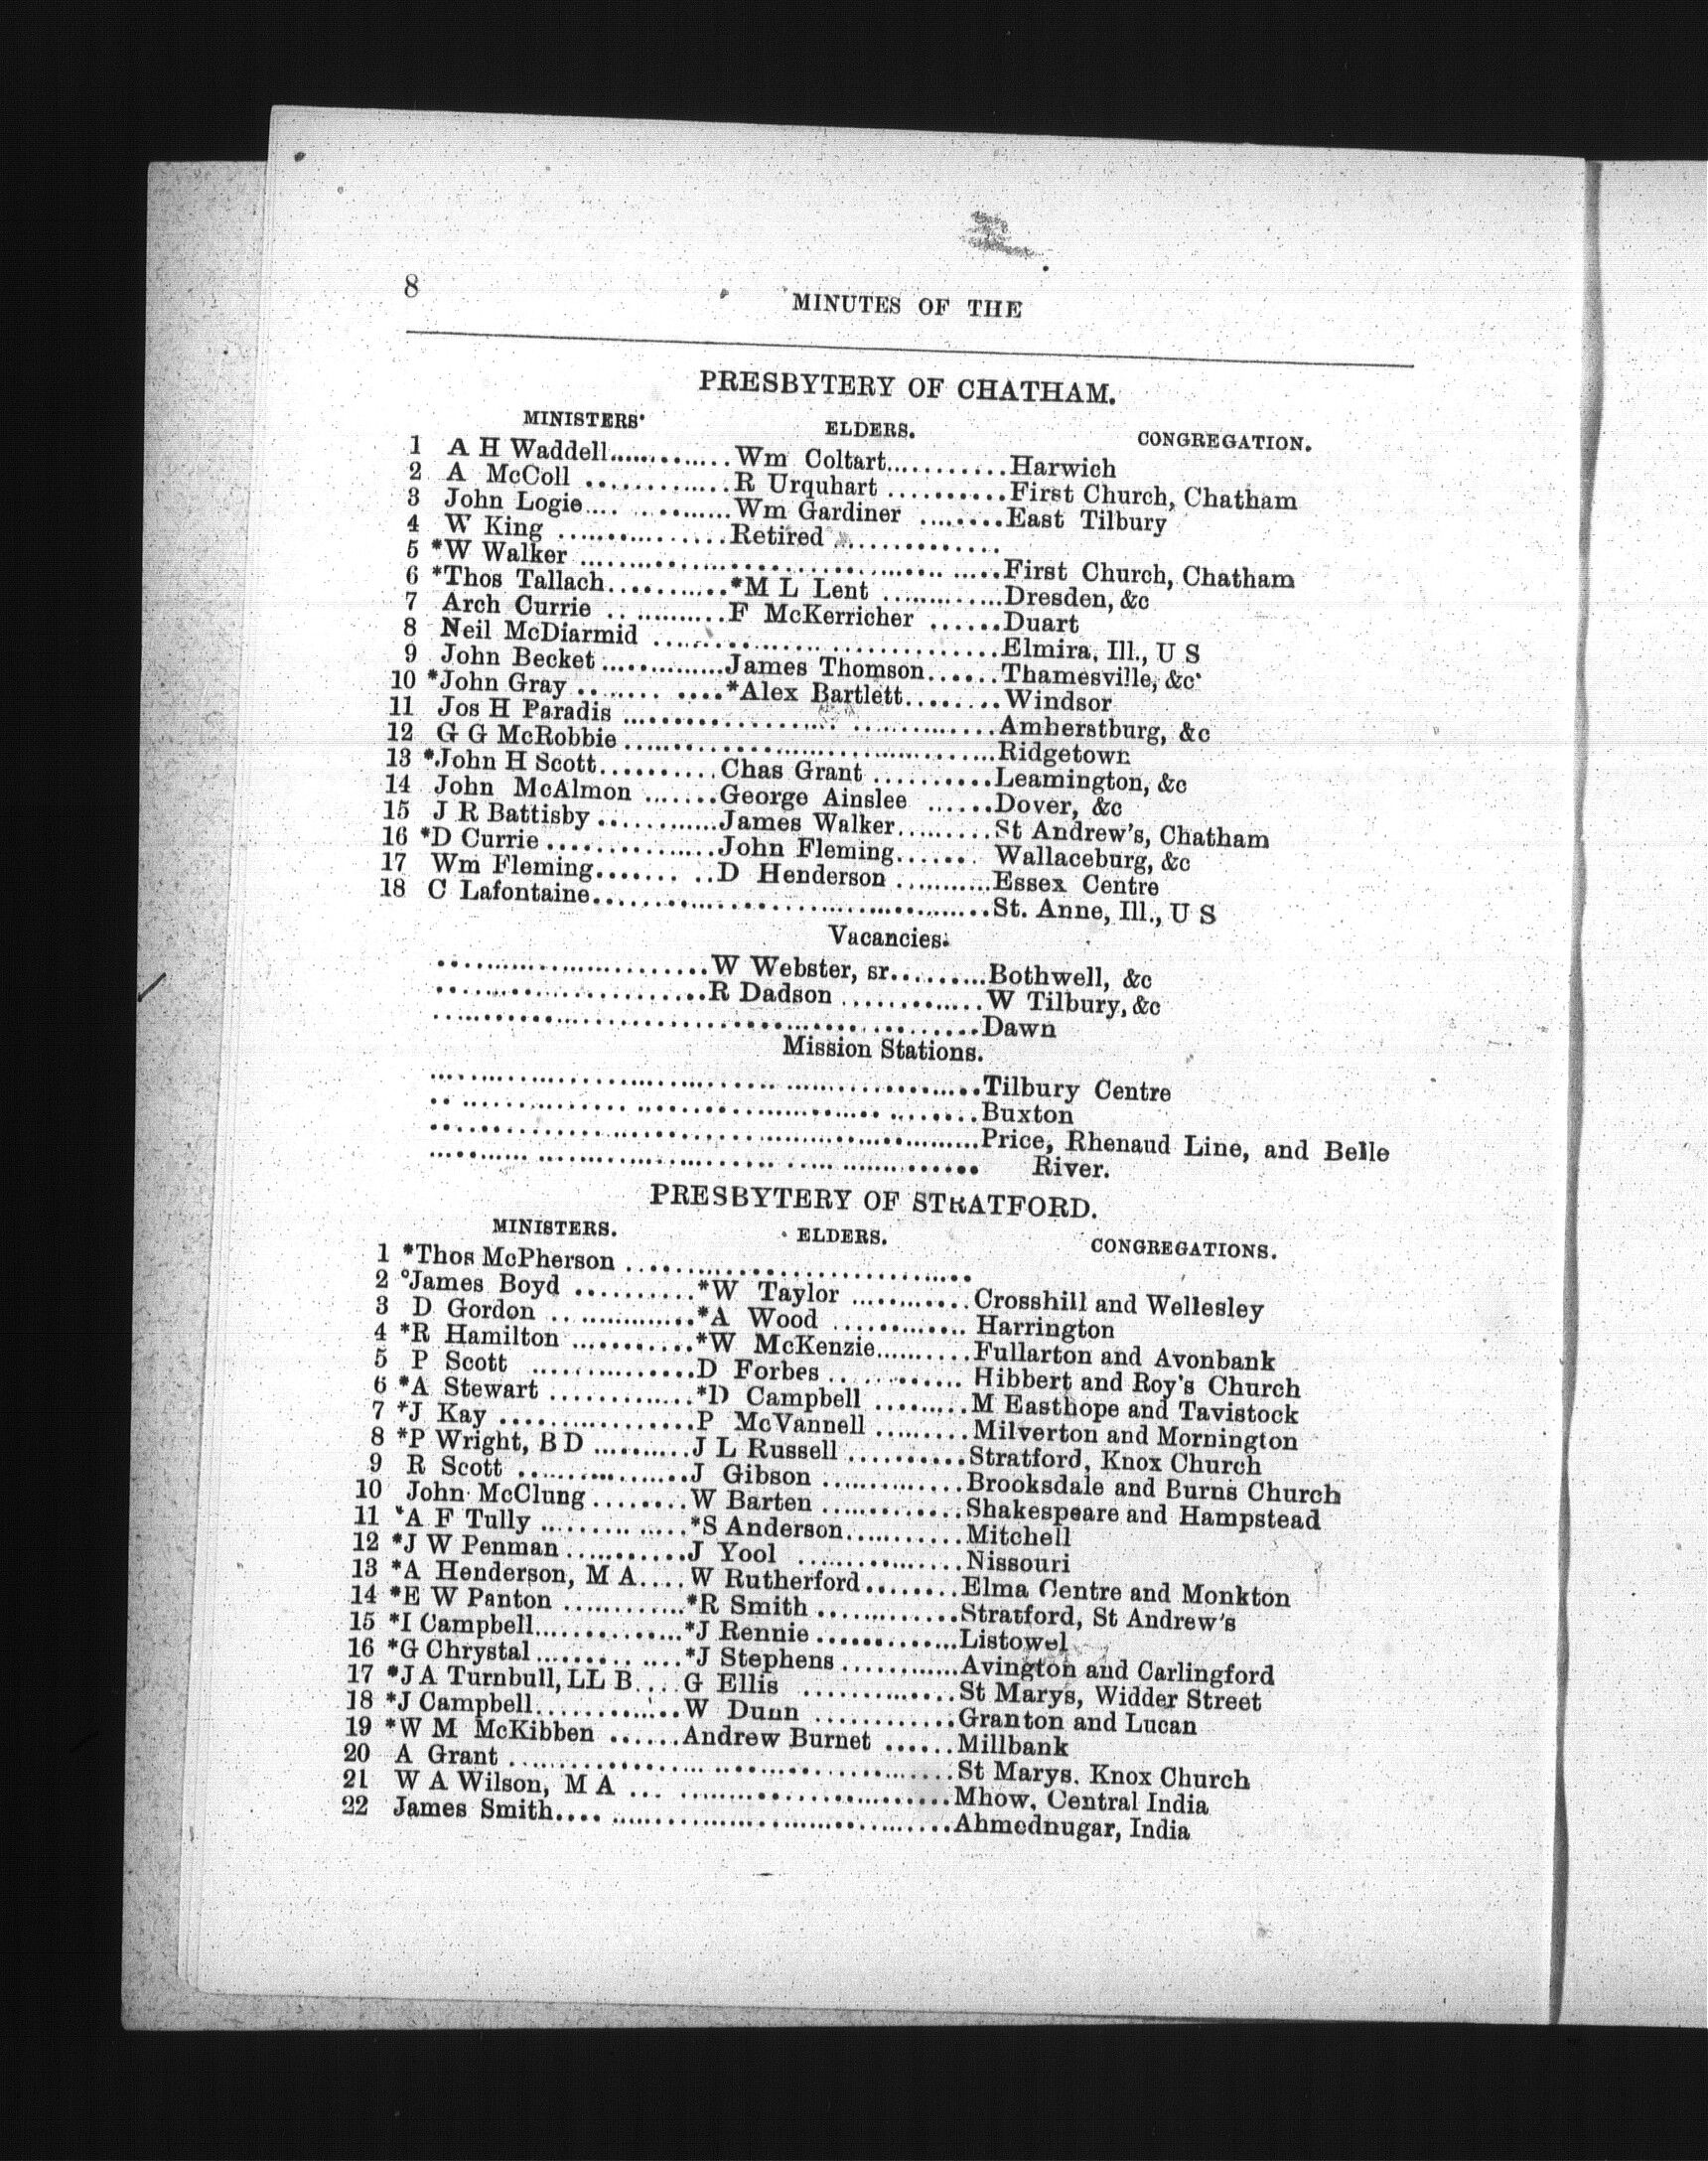 8
MINUTES OF THE
PRESBYTERY OF CHATHAM.
MINISTERS. ELDERS. CONGREGATION.
1 A H Waddell............Wm Coltart...........Harwich
2 A McColl ............R Urquhart ...........First Church, Chatham
3 John Logie............Wm Gardiner ........East Tilbury
4 W King ..............Retired ..............
5 *W Walker ..............................First Church, Chatham
6 *Thos Tallach...........*M L Lent ............Dresden, &c
7 Arch Currie ............F McKerricher ......Duart
8 Neil McDiarmid ..............................Elmira, Ill., U S
9 John Becket ............James Thomson......Thamesville, &c
10 *John Gray ............*Alex Bartlett........Windsor
11 Jos H Paradis ..............................Amherstburg, &c
12 G G McRobbie ..............................Ridgetown
13 *John H Scott..........Chas Grant ..........Leamington, &c
14 John McAlmon .......George Ainslee ......Dover, &c
15 J R Battisby ............James Walker.........St Andrew's, Chatham
16 *D Currie ..............John Fleming....... Wallaceburg, &c
17 Wm Fleming....... ..D Henderson ..........Essex Centre
18 C Lafontaine..............................St. Anne, Ill., U S
Vacancies.
..........................W Webster, sr.........Bothwell, &c
..........................R Dadson .............W Tilbury, &c
..............................Dawn
Mission Stations.
..............................Tilbury Centre
..............................Buxton
..............................Price, Rhenaud Line, and Belle
.............................. River.
PRESBYTERY OF STRATFORD.
MINISTERS. ELDERS. CONGREGATIONS.
1 *Thos McPherson ..............................
2 °James Boyd ..........*W Taylor ............Crosshill and Wellesley
3 D Gordon ..............*A Wood ............. Harrington
4 *R Hamilton ............*W McKenzie.........Fullarton and Avonbank
5 P Scott ................D Forbes ............. Hibbert and Roy's Church
6 *A Stewart .............*D Campbell .........M Easthope and Tavistock
7 *J Kay ..................P McVannell .........Milverton and Mornington
8 *P Wright, B D ..........J L Russell ..........Stratford, Knox Church
9 R Scott .................J Gibson .............Brooksdale and Burns Church
10 John McClung ........W Barten .............Shakespeare and Hampstead
11 *A F Tully ..............*S Anderson...........Mitchell
12 *J W Penman ...........J Yool ...............Nissouri
13 *A Henderson, M A....W Rutherford........Elma Centre and Monkton
14 *E W Panton ............*R Smith .............Stratford, St Andrew's
15 *I Campbell..............*J Rennie .............Listowel
16 *G Chrystal ..............*J Stephens ...........Avington and Carlingford
17 *J A Turnbull, LL B....G Ellis ..............St Marys, Widder Street
18 *J Campbell.............W Dunn ............Granton and Lucan
19 *W M McKibben ......Andrew Burnet ......Millbank
20 A Grant ..............................St Marys. Knox Church
21 W A Wilson, M A ..............................Mhow, Central India
22 James Smith..............................Ahmednugar, India